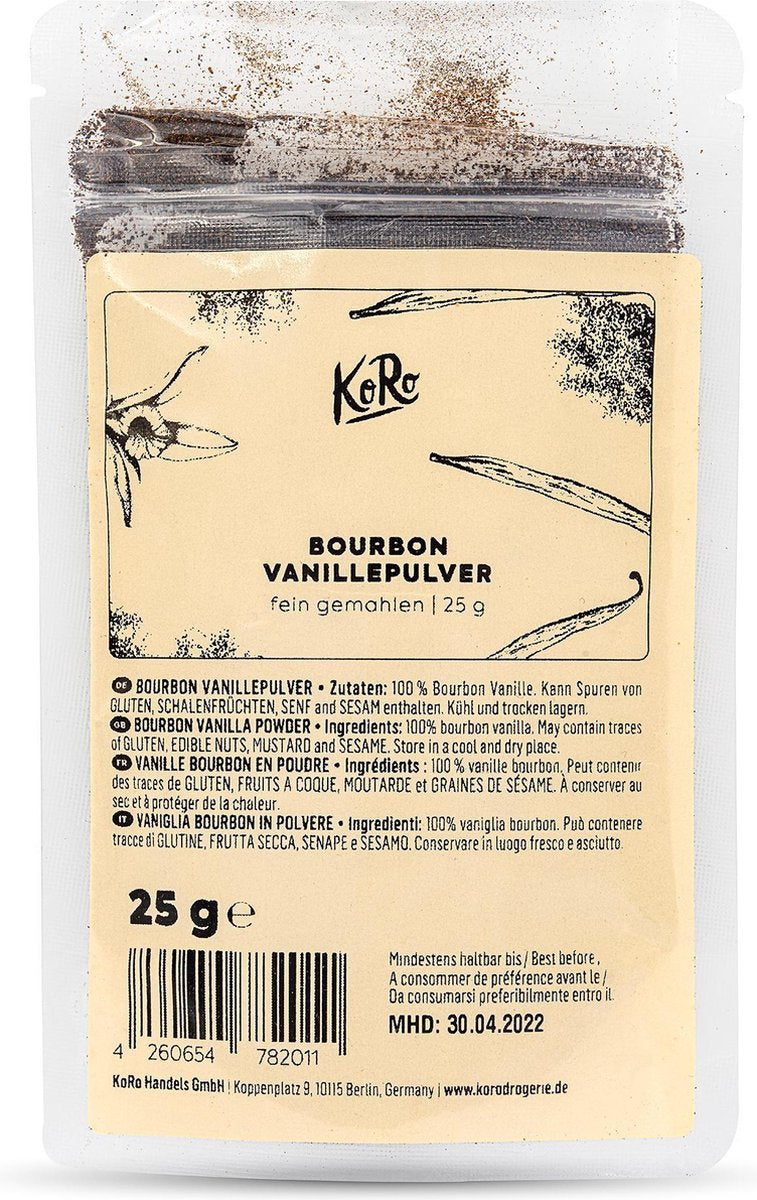 KoRo
BOURBON
VANILLEPULVER
fein gemahlen | 25 g
DE BOURBON VANILLEPULVER • Zutaten: 100 % Bourbon Vanille. Kann Spuren von
GLUTEN, SCHALENFRÜCHTEN, SENF und SESAM enthalten. Kühl und trocken lagern.
GB BOURBON VANILLA POWDER • Ingredients: 100% bourbon vanilla. May contain traces
of GLUTEN, EDIBLE NUTS, MUSTARD and SESAME. Store in a cool and dry place.
FR VANILLE BOURBON EN POUDRE • Ingrédients : 100 % vanille bourbon. Peut contenir
des traces de GLUTEN, FRUITS A COQUE, MOUTARDE et GRAINES DE SÉSAME. À conserver au
sec et à protéger de la chaleur.
IT VANIGLIA BOURBON IN POLVERE • Ingredienti: 100% vaniglia bourbon. Può contenere
tracce di GLUTINE, FRUTTA SECCA, SENAPE e SESAMO. Conservare in luogo fresco e asciutto.
25 g ℮
Mindestens haltbar bis / Best before,
A consommer de préférence avant le /
Da consumarsi preferibilmente entro il.
MHD: 30.04.2022
4 260654 782011
KoRo Handels GmbH | Koppenplatz 9, 10115 Berlin, Germany | www.korodrogerie.de